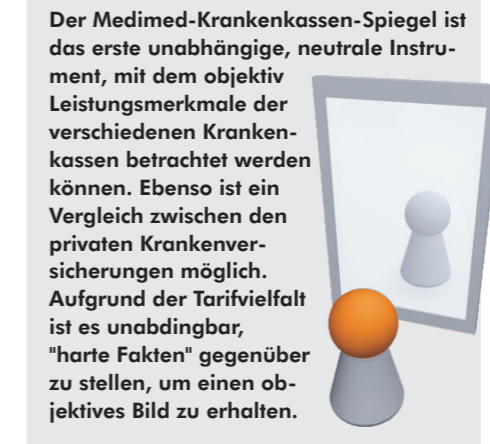 Der Medimed-Krankenkassen-Spiegel ist
das erste unabhängige, neutrale Instru-
ment, mit dem objektiv
Leistungsmerkmale der
verschiedenen Kranken-
kassen betrachtet werden
können. Ebenso ist ein
Vergleich zwischen den
privaten Krankenver-
sicherungen möglich.
Aufgrund der Tarifvielfalt
ist es unabdingbar,
"harte Fakten" gegenüber
zu stellen, um einen ob-
jektives Bild zu erhalten.